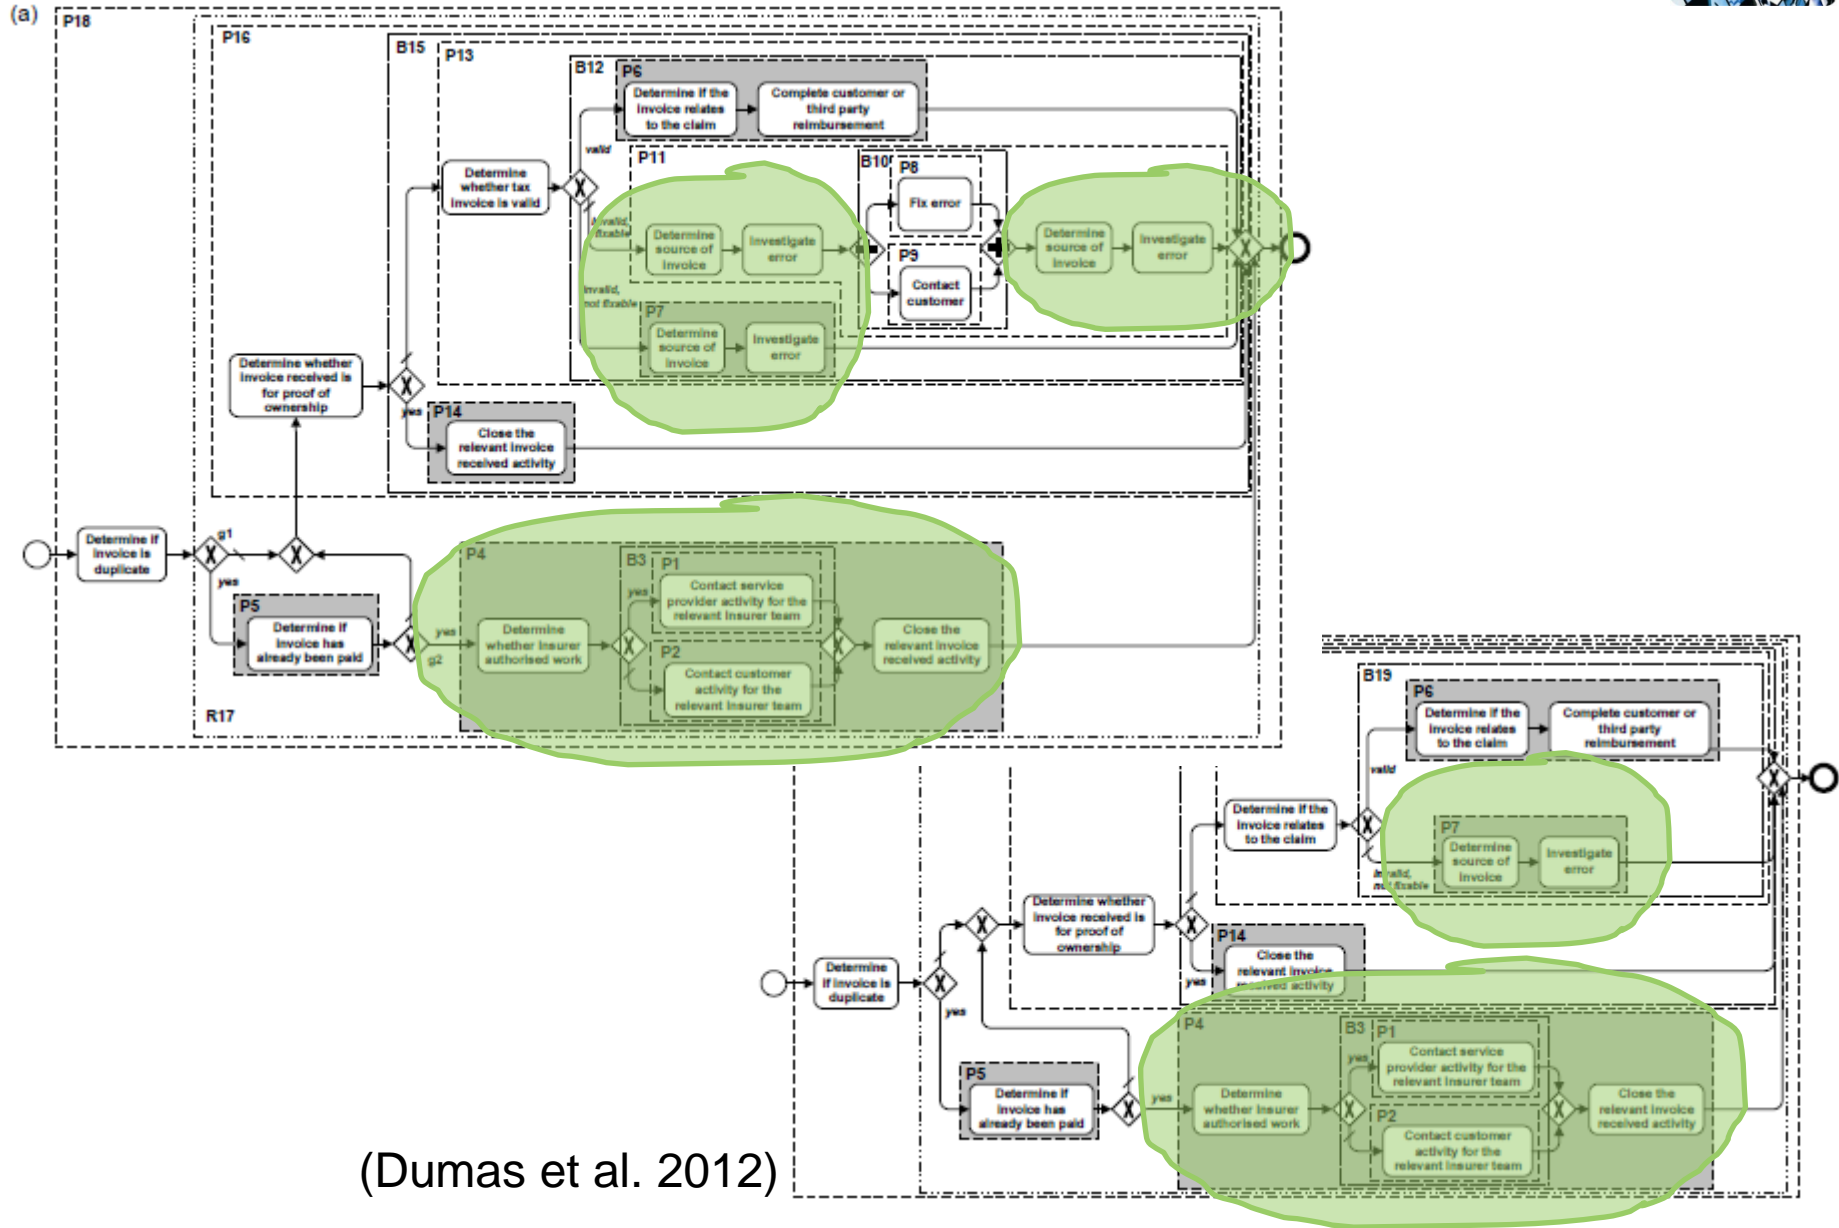 (a)
P18
P16
B15
P13
B12
P6
Determine if the
invoice relates
to the claim
Complete customer or
third party
reimbursement
valid
P11
B10
P8
Fix error
P9
Contact
customer
Determine
whether tax
invoice is valid
invalid,
fixable
Determine
source of
invoice
Investigate
error
Determine
source of
invoice
Investigate
error
invalid,
not fixable
P7
Determine
source of
invoice
Investigate
error
Determine whether
invoice received is
for proof of
ownership
yes
P14
Close the
relevant invoice
received activity
Determine if
invoice is
duplicate
g1
yes
P5
Determine if
invoice has
already been paid
yes
g2
P4
Determine
whether insurer
authorised work
B3
yes
P1
Contact service
provider activity for the
relevant insurer team
P2
Contact customer
activity for the
relevant insurer team
Close the
relevant invoice
received activity
R17
B19
P6
Determine if the
invoice relates
to the claim
Complete customer or
third party
reimbursement
valid
Determine if the
invoice relates
to the claim
P7
Determine
source of
invoice
Investigate
error
invalid,
not fixable
Determine whether
invoice received is
for proof of
ownership
yes
P14
Close the
relevant invoice
received activity
Determine
if invoice is
duplicate
yes
P5
Determine if
invoice has
already been paid
yes
P4
Determine
whether insurer
authorised work
B3
yes
P1
Contact service
provider activity for the
relevant insurer team
P2
Contact customer
activity for the
relevant insurer team
Close the
relevant invoice
received activity
(Dumas et al. 2012)